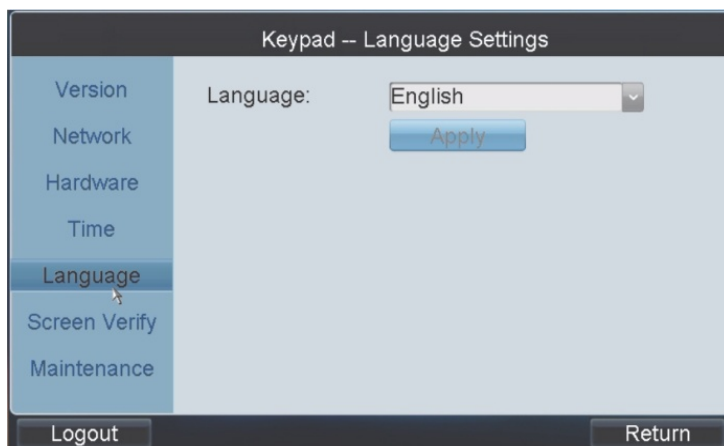 Keypad -- Language Settings
Version
Network
Hardware
Time
Language
Screen Verify
Maintenance
Language:
English
Apply
Logout
Return